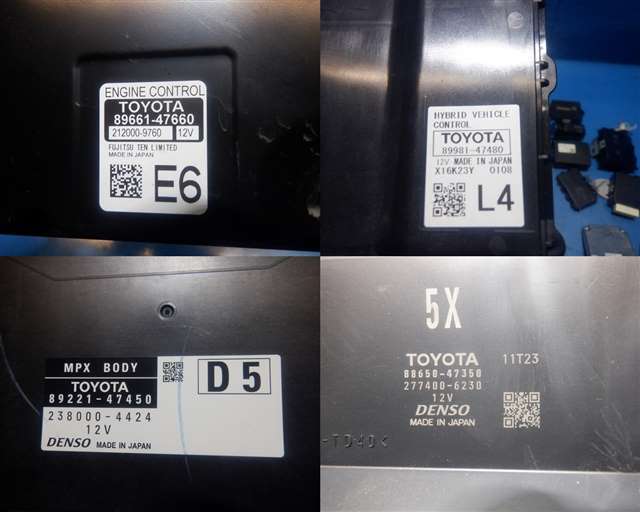 ENGINE CONTROL
TOYOTA
89661-47660
212000-9760 12V
FUJITSU TEN LIMITED
MADE IN JAPAN
E6
HYBRID VEHICLE
CONTROL
TOYOTA
89981-47480
12V MADE IN JAPAN
X16K23Y 0108
L4
MPX BODY
TOYOTA
89221-47450
D5
238000-4424
12V
DENSO MADE IN JAPAN
5X
TOYOTA 11T23
88650-47350
277400-6230
12V
DENSO
MADE IN JAPAN